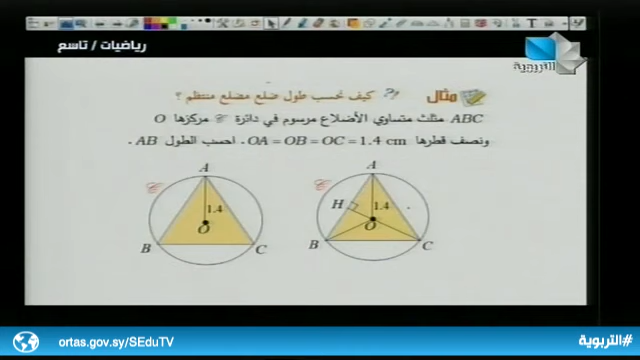 رياضيات / تاسع
التربوية
مثال
كيف نحسب طول ضلع مضلع منتظم ؟
ABC مثلث متساوي الأضلاع مرسوم في دائرة 𝒞 مركزها O
ونصف قطرها OA = OB = OC = 1.4 cm ، احسب الطول AB .
A
𝒞
1.4
O
B
C
A
𝒞
H
1.4
O
B
C
ortas.gov.sy/SEduTV
#التربوية